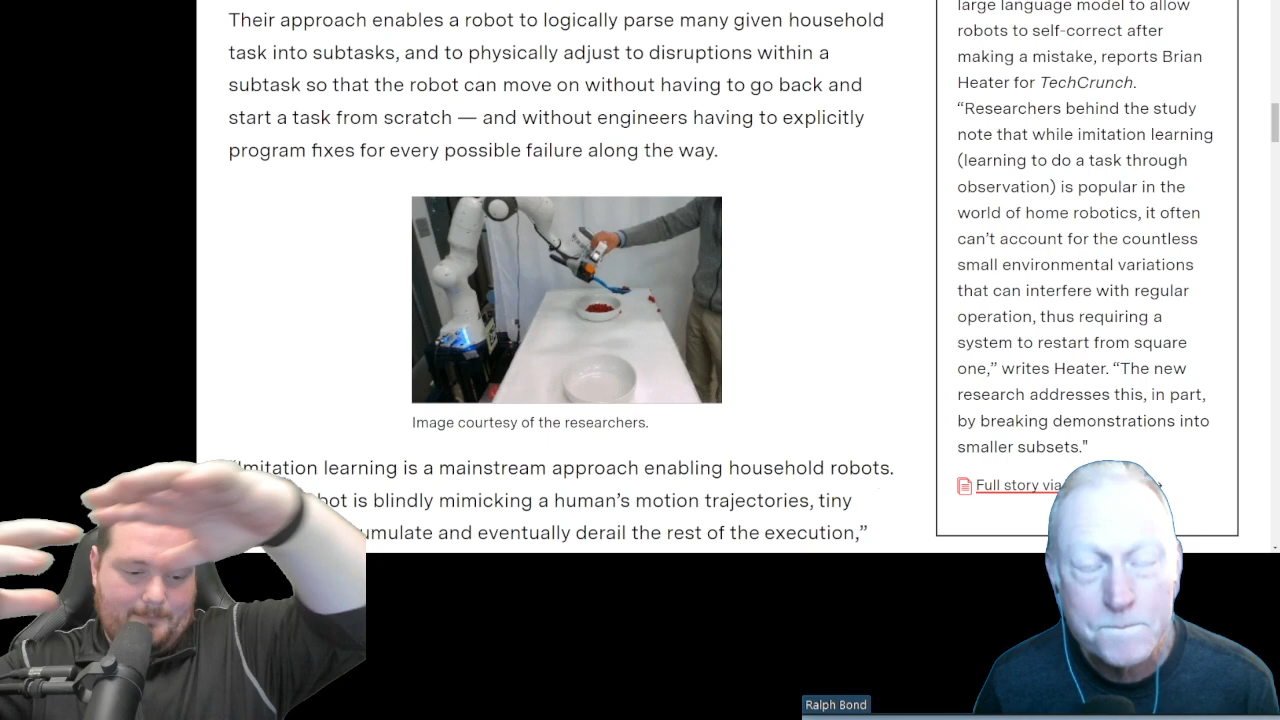 Their approach enables a robot to logically parse many given household
task into subtasks, and to physically adjust to disruptions within a
subtask so that the robot can move on without having to go back and
start a task from scratch — and without engineers having to explicitly
program fixes for every possible failure along the way.
Image courtesy of the researchers.
“Imitation learning is a mainstream approach enabling household robots.
bot is blindly mimicking a human’s motion trajectories, tiny
umulate and eventually derail the rest of the execution,”
large language model to allow
robots to self-correct after
making a mistake, reports Brian
Heater for TechCrunch.
“Researchers behind the study
note that while imitation learning
(learning to do a task through
observation) is popular in the
world of home robotics, it often
can’t account for the countless
small environmental variations
that can interfere with regular
operation, thus requiring a
system to restart from square
one,” writes Heater. “The new
research addresses this, in part,
by breaking demonstrations into
smaller subsets."
Full story via
Ralph Bond